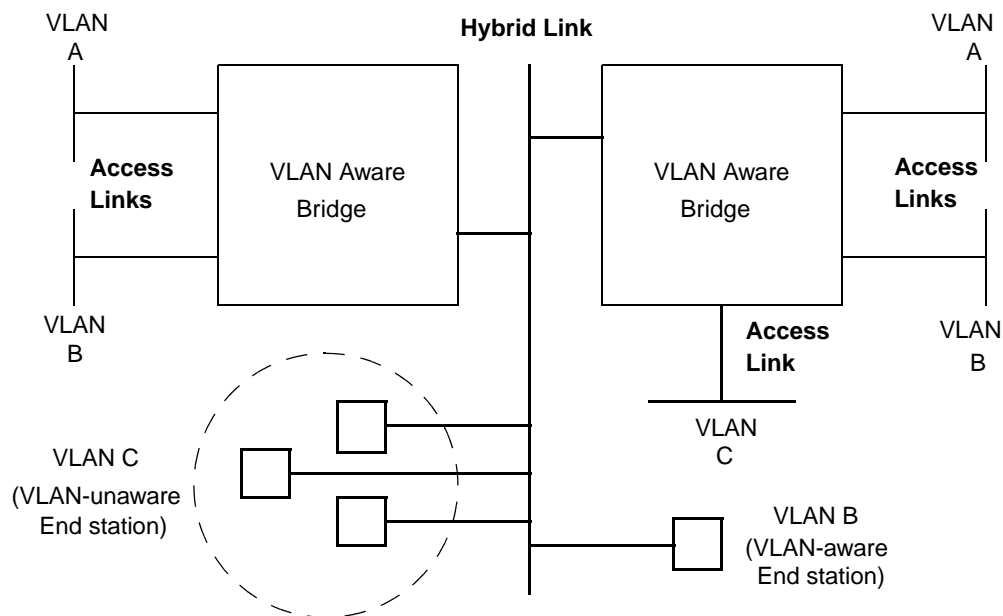 VLAN
A
Hybrid Link
VLAN
A
Access
Links
VLAN Aware
Bridge
VLAN Aware
Bridge
Access
Links
VLAN
B
Access
Link
VLAN
B
VLAN
C
VLAN C
(VLAN-unaware
End station)
VLAN B
(VLAN-aware
End station)